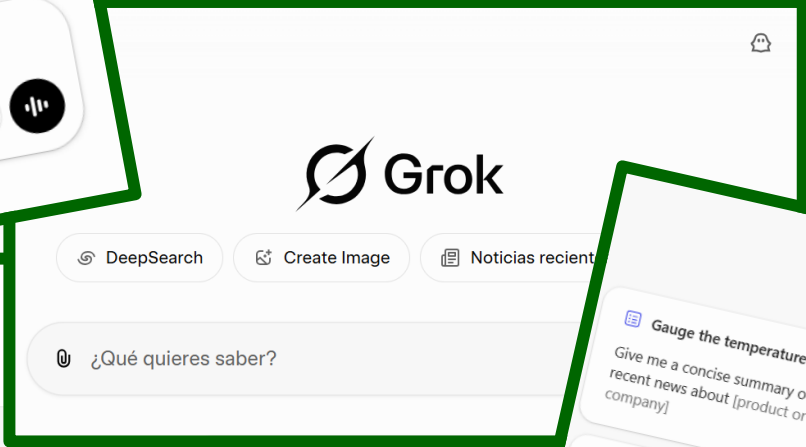 Grok
DeepSearch
Create Image
Noticias recient
¿Qué quieres saber?
Gauge the temperature
Give me a concise summary o
recent news about [product or
company]